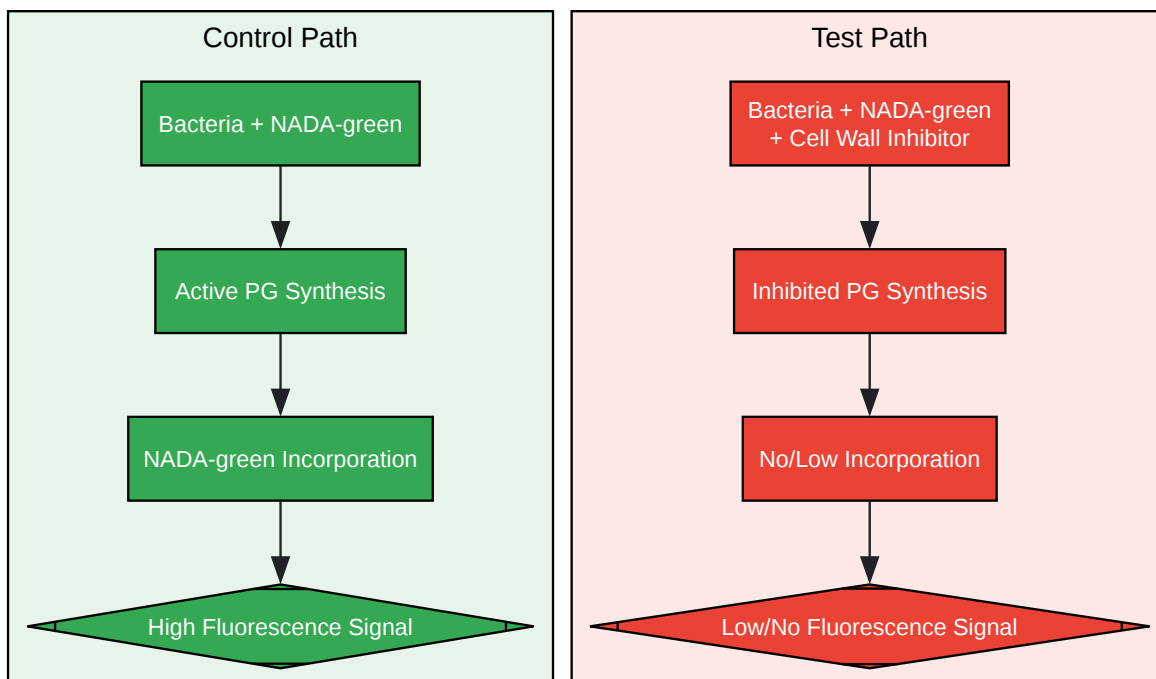 Control Path
Bacteria + NADA-green
Active PG Synthesis
NADA-green Incorporation
High Fluorescence Signal
Test Path
Bacteria + NADA-green
+ Cell Wall Inhibitor
Inhibited PG Synthesis
No/Low Incorporation
Low/No Fluorescence Signal